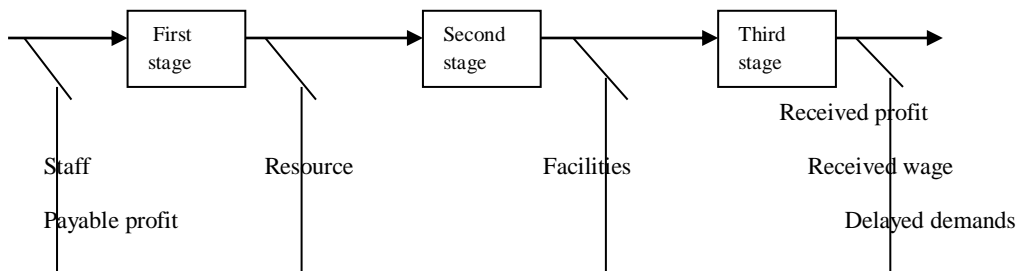 First
stage
Second
stage
Third
stage
Staff
Payable profit
Resource
Facilities
Received profit
Received wage
Delayed demands